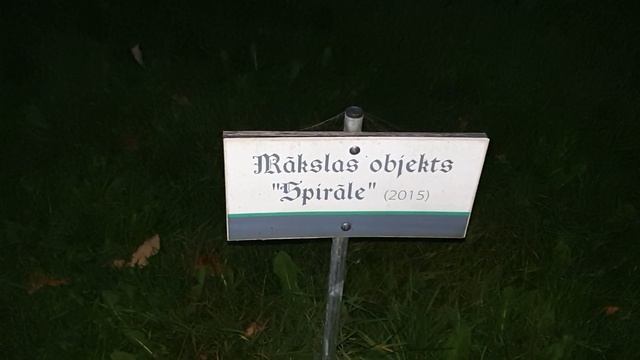 Mākslas objekts
"Spirāle" (2015)